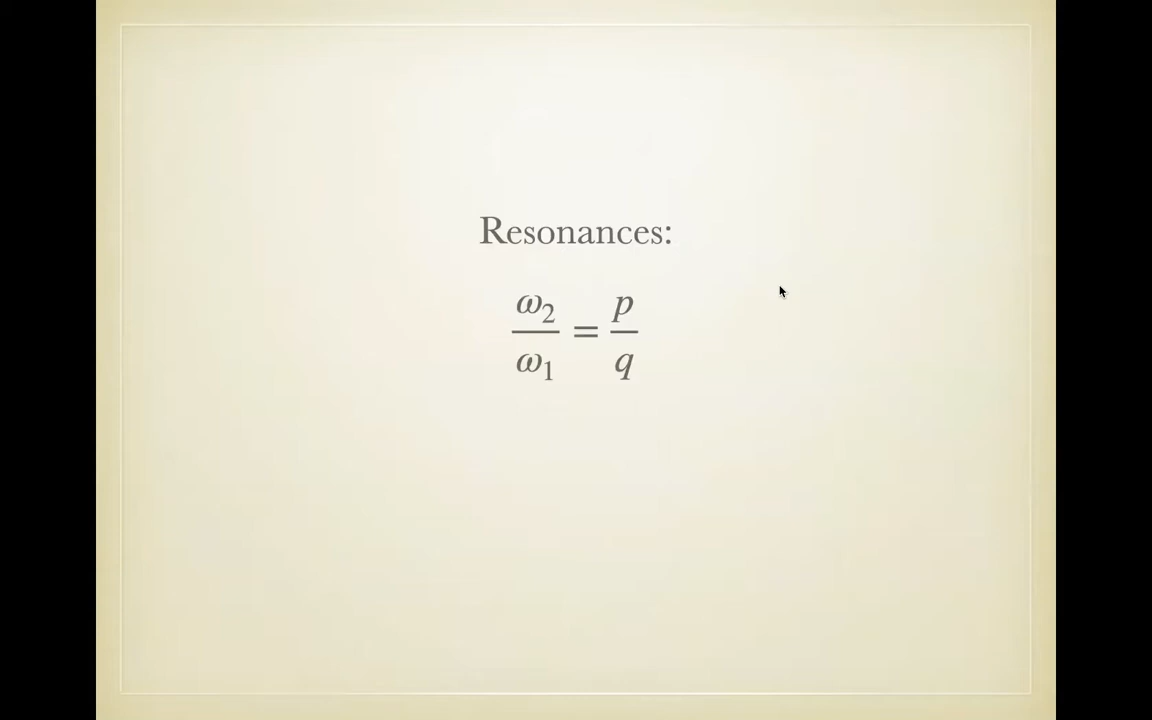 Resonances:
ω₂/ω₁ = p/q